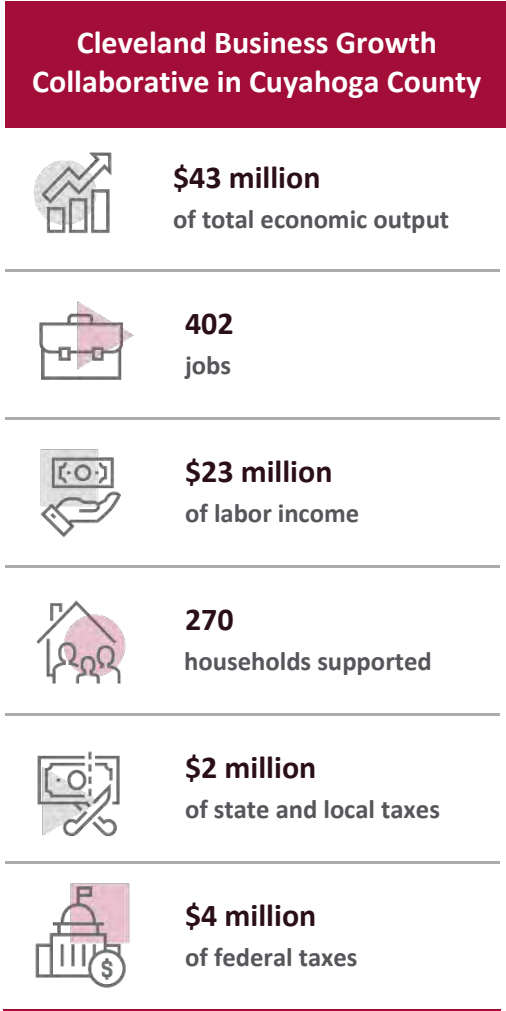 Cleveland Business Growth
Collaborative in Cuyahoga County
$43 million
of total economic output
402
jobs
$23 million
of labor income
270
households supported
$2 million
of state and local taxes
$4 million
of federal taxes
$